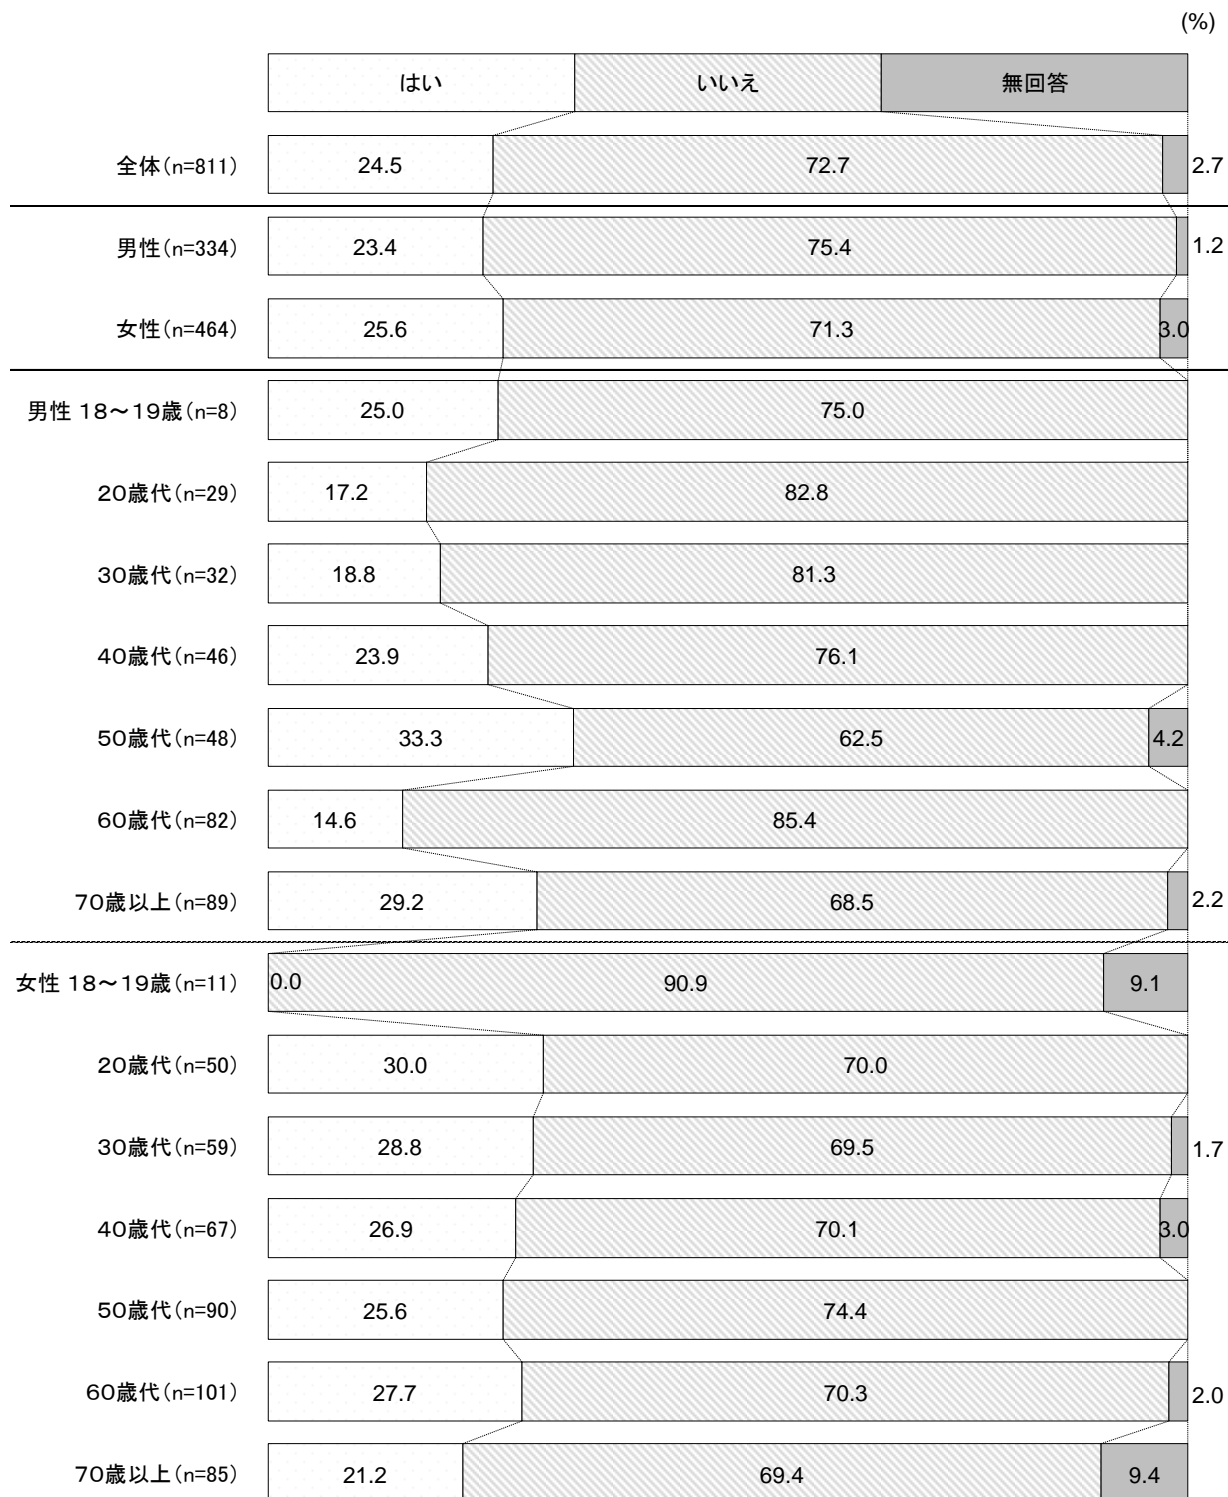 (%)
はい いいえ 無回答
全体(n=811) 24.5 72.7 2.7
男性(n=334) 23.4 75.4 1.2
女性(n=464) 25.6 71.3 3.0
男性 18～19歳(n=8) 25.0 75.0
20歳代(n=29) 17.2 82.8
30歳代(n=32) 18.8 81.3
40歳代(n=46) 23.9 76.1
50歳代(n=48) 33.3 62.5 4.2
60歳代(n=82) 14.6 85.4
70歳以上(n=89) 29.2 68.5 2.2
女性 18～19歳(n=11) 0.0 90.9 9.1
20歳代(n=50) 30.0 70.0
30歳代(n=59) 28.8 69.5 1.7
40歳代(n=67) 26.9 70.1 3.0
50歳代(n=90) 25.6 74.4
60歳代(n=101) 27.7 70.3 2.0
70歳以上(n=85) 21.2 69.4 9.4